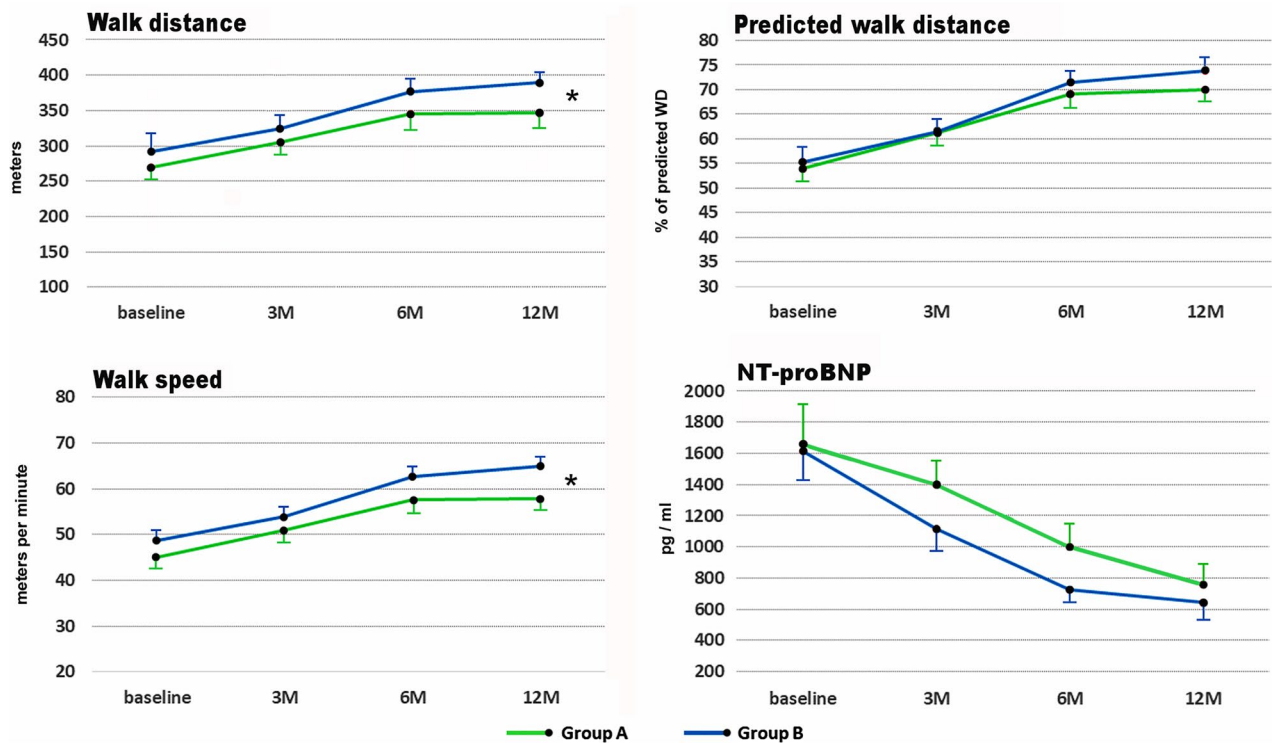 Walk distance
450
400
350
300
250
200
150
100
meters
*
baseline 3M 6M 12M
Predicted walk distance
80
75
70
65
60
55
50
45
40
35
30
% of predicted WD
baseline 3M 6M 12M
Walk speed
80
70
60
50
40
30
20
meters per minute
*
baseline 3M 6M 12M
NT-proBNP
2000
1800
1600
1400
1200
1000
800
600
400
200
pg / ml
baseline 3M 6M 12M
Group A Group B